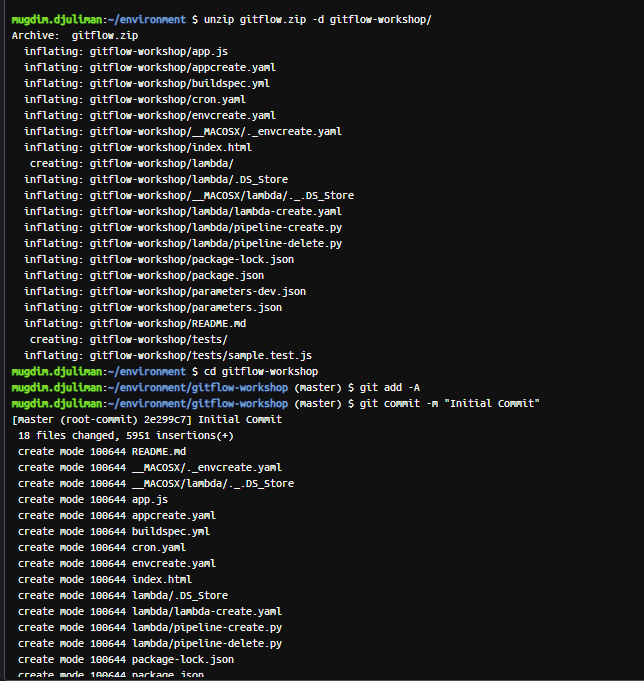 mugdim.djuliman:~/environment $ unzip gitflow.zip -d gitflow-workshop/
Archive:  gitflow.zip
  inflating: gitflow-workshop/app.js
  inflating: gitflow-workshop/appcreate.yaml
  inflating: gitflow-workshop/buildspec.yml
  inflating: gitflow-workshop/cron.yaml
  inflating: gitflow-workshop/envcreate.yaml
  inflating: gitflow-workshop/__MACOSX/._envcreate.yaml
  inflating: gitflow-workshop/index.html
   creating: gitflow-workshop/lambda/
  inflating: gitflow-workshop/lambda/.DS_Store
  inflating: gitflow-workshop/__MACOSX/lambda/._.DS_Store
  inflating: gitflow-workshop/lambda/lambda-create.yaml
  inflating: gitflow-workshop/lambda/pipeline-create.py
  inflating: gitflow-workshop/lambda/pipeline-delete.py
  inflating: gitflow-workshop/package-lock.json
  inflating: gitflow-workshop/package.json
  inflating: gitflow-workshop/parameters-dev.json
  inflating: gitflow-workshop/parameters.json
  inflating: gitflow-workshop/README.md
   creating: gitflow-workshop/tests/
  inflating: gitflow-workshop/tests/sample.test.js
mugdim.djuliman:~/environment $ cd gitflow-workshop
mugdim.djuliman:~/environment/gitflow-workshop (master) $ git add -A
mugdim.djuliman:~/environment/gitflow-workshop (master) $ git commit -m "Initial Commit"
[master (root-commit) 2e299c7] Initial Commit
 18 files changed, 5951 insertions(+)
 create mode 100644 README.md
 create mode 100644 __MACOSX/._envcreate.yaml
 create mode 100644 __MACOSX/lambda/._.DS_Store
 create mode 100644 app.js
 create mode 100644 appcreate.yaml
 create mode 100644 buildspec.yml
 create mode 100644 cron.yaml
 create mode 100644 envcreate.yaml
 create mode 100644 index.html
 create mode 100644 lambda/.DS_Store
 create mode 100644 lambda/lambda-create.yaml
 create mode 100644 lambda/pipeline-create.py
 create mode 100644 lambda/pipeline-delete.py
 create mode 100644 package-lock.json
 create mode 100644 package.json